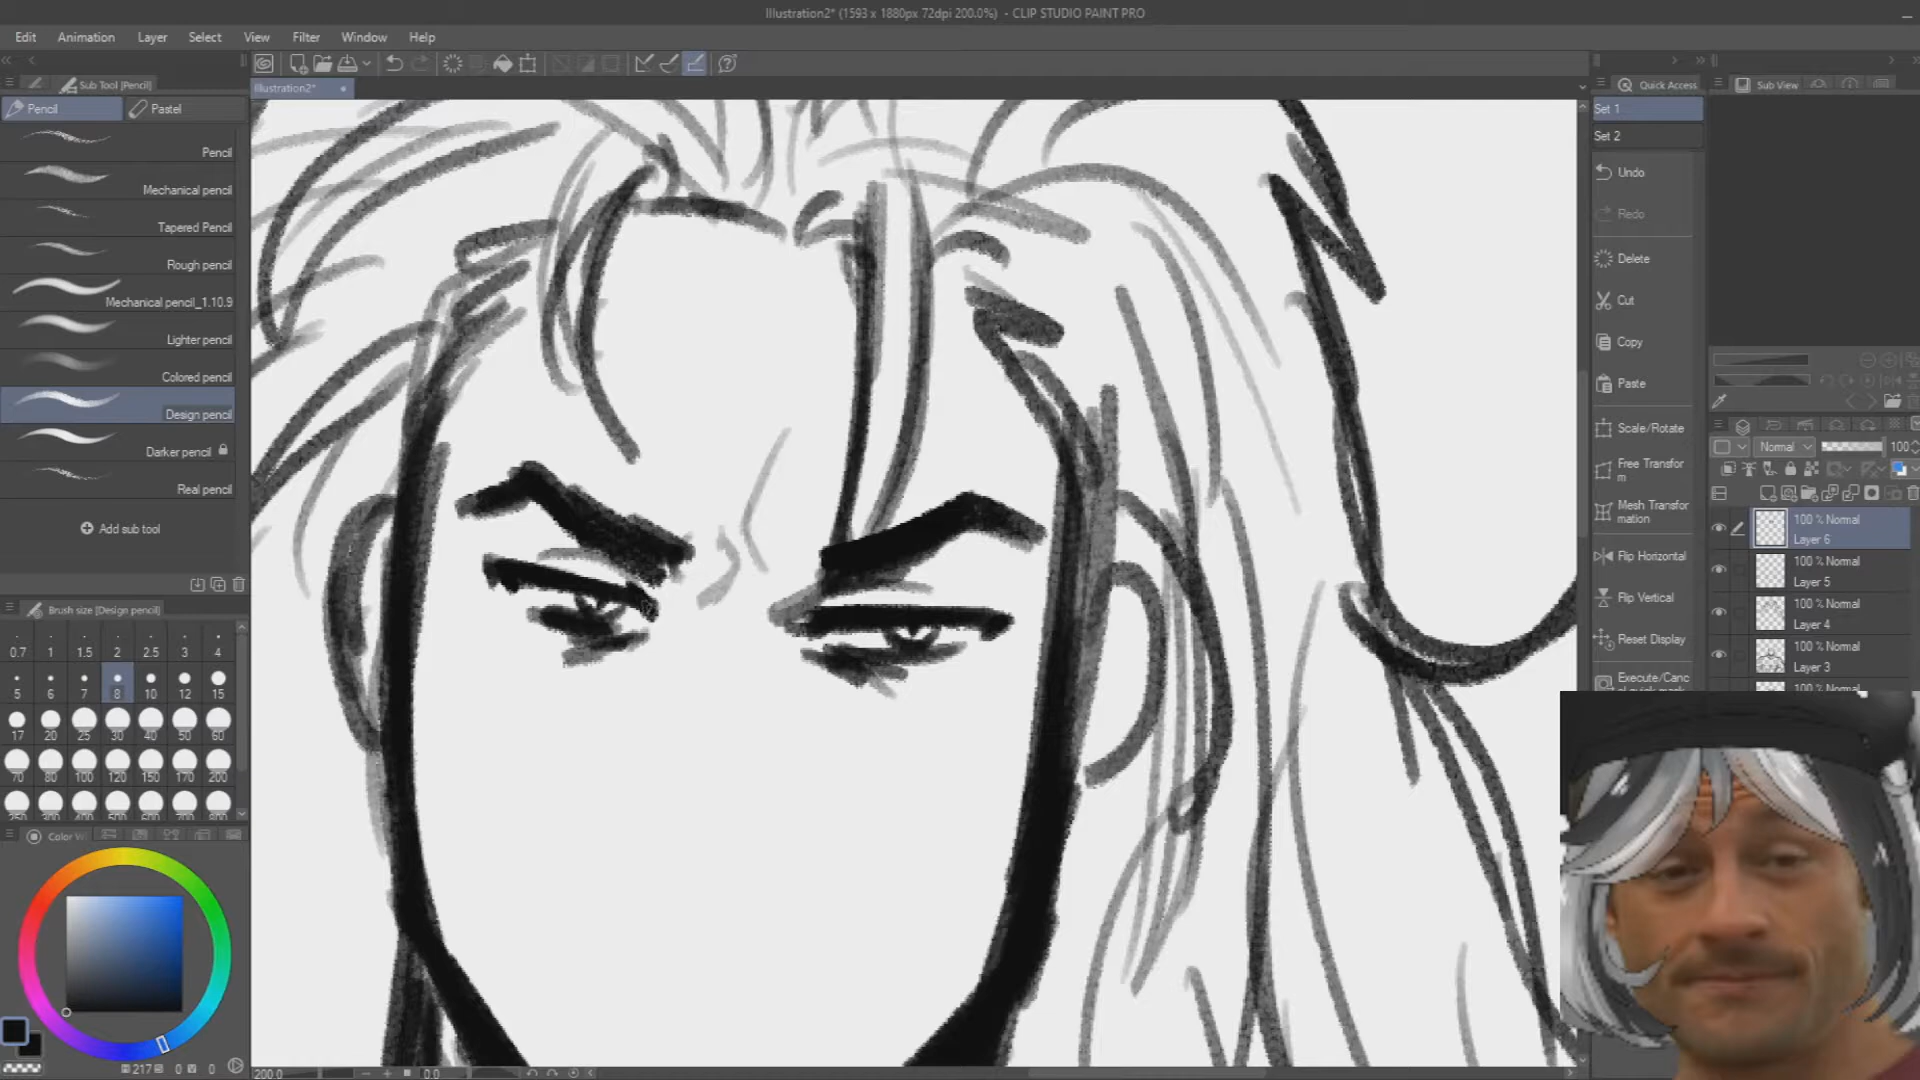 Illustration2* (1593 x 1880px 72dpi 200.0%) - CLIP STUDIO PAINT PRO
Edit Animation Layer Select View Filter Window Help
Sub Tool [Pencil]
Pencil Pastel
Pencil
Mechanical pencil
Tapered Pencil
Rough pencil
Mechanical pencil_1.10.9
Lighter pencil
Colored pencil
Design pencil
Darker pencil
Real pencil
Add sub tool
Brush size [Design pencil]
0.7 1 1.5 2 2.5 3 4
5 6 7 8 10 12 15
17 20 25 30 40 50 60
70 80 100 120 150 170 200
Color W
217 0 0
Illustration2*
200.0 0.0
Quick Access
Set 1
Set 2
Undo
Redo
Delete
Cut
Copy
Paste
Scale/Rotate
Free Transfor
m
Mesh Transfor
mation
Flip Horizontal
Flip Vertical
Reset Display
Execute/Canc
Sub View
Normal 100
100 % Normal
Layer 6
100 % Normal
Layer 5
100 % Normal
Layer 4
100 % Normal
Layer 3
100 % Normal